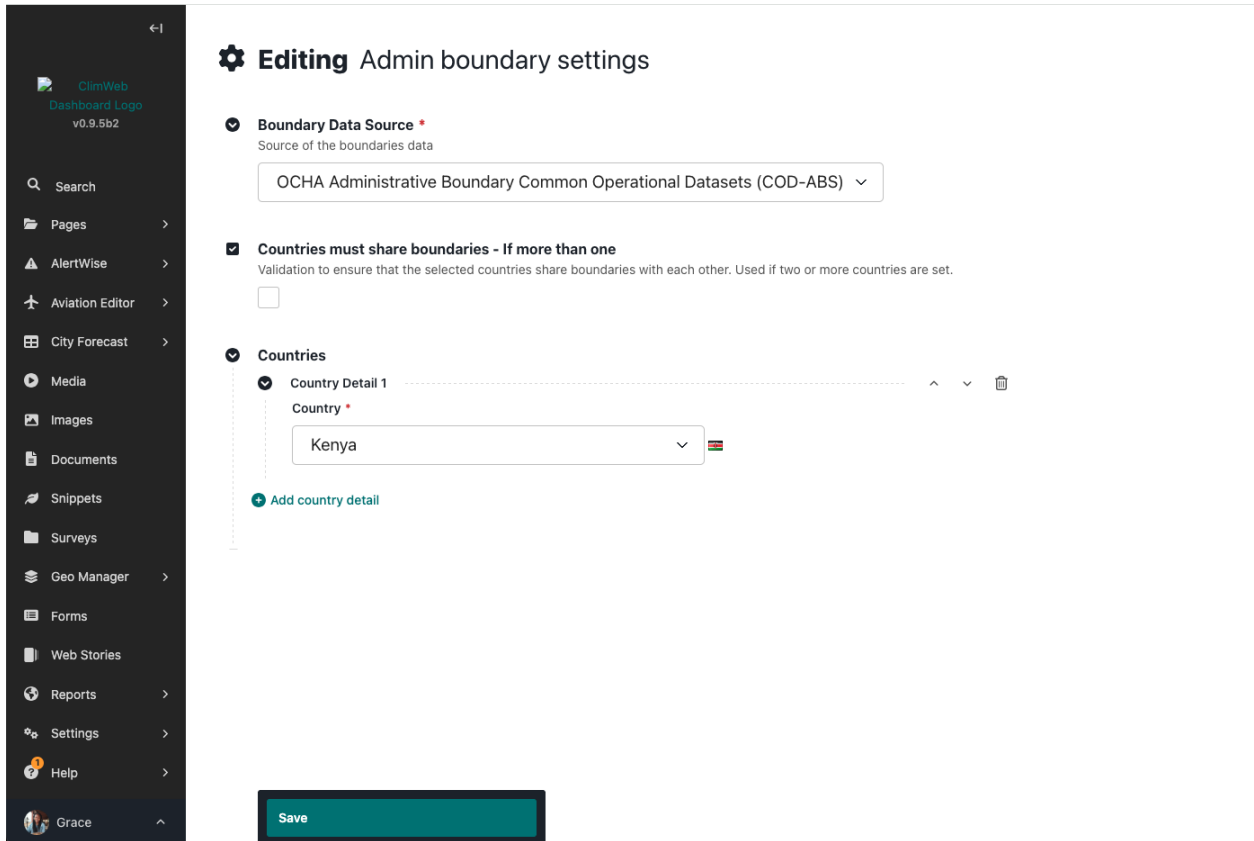 ClimWeb
Dashboard Logo
v0.9.5b2
Search
Pages
AlertWise
Aviation Editor
City Forecast
Media
Images
Documents
Snippets
Surveys
Geo Manager
Forms
Web Stories
Reports
Settings
1
Help
Grace
Editing Admin boundary settings
Boundary Data Source *
Source of the boundaries data
OCHA Administrative Boundary Common Operational Datasets (COD-ABS)
Countries must share boundaries - If more than one
Validation to ensure that the selected countries share boundaries with each other. Used if two or more countries are set.
Countries
Country Detail 1
Country *
Kenya
Add country detail
Save